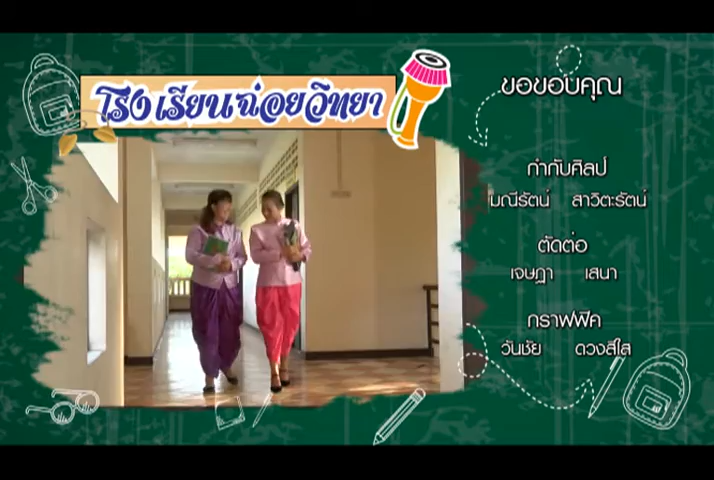 โรงเรียนฉ่อยวิทยา
ขอขอบคุณ
กำกับศิลป์
มณีรัตน์ สาวิตะรัตน์
ตัดต่อ
เจษฎา เสนา
กราฟฟิค
วันชัย ดวงสีใส